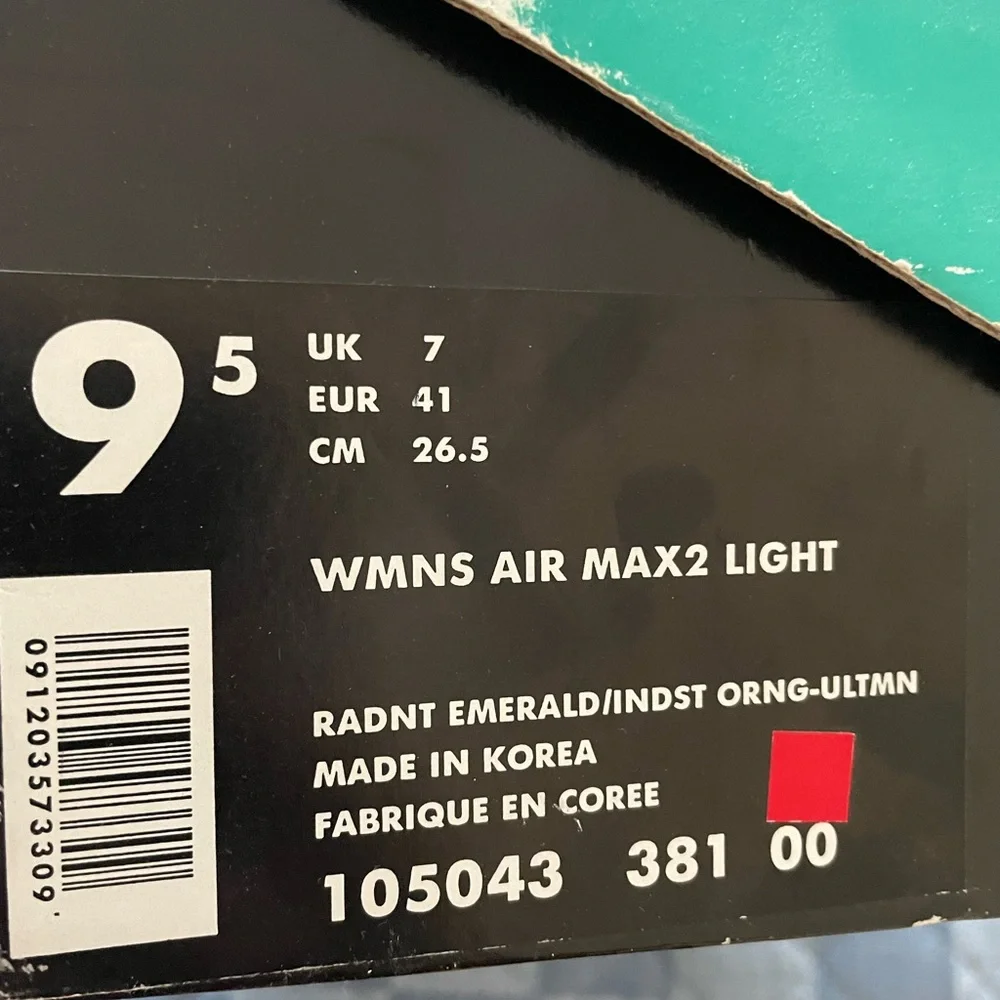 9 5
UK 7
EUR 41
CM 26.5
WMNS AIR MAX2 LIGHT
RADNT EMERALD/INDST ORNG-ULTMN
MADE IN KOREA
FABRIQUE EN COREE
105043 381 00
091203573309